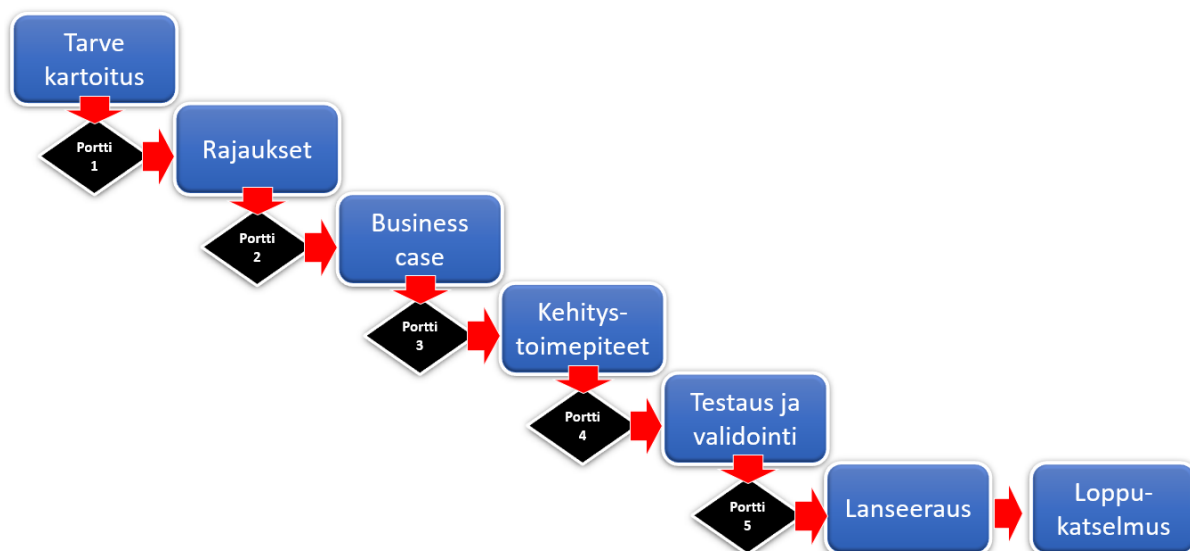 Tarve
kartoitus
Portti
1
Rajaukset
Portti
2
Business
case
Portti
3
Kehitys-
toimepiteet
Portti
4
Testaus ja
validointi
Portti
5
Lanseeraus
Loppu-
katselmus